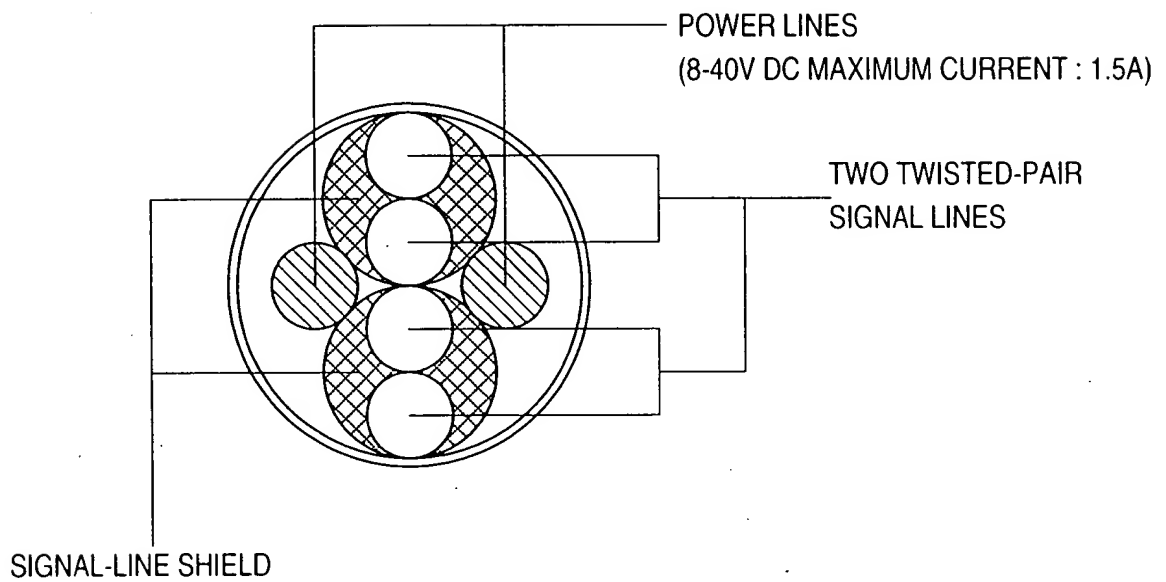 POWER LINES
(8-40V DC MAXIMUM CURRENT : 1.5A)
TWO TWISTED-PAIR
SIGNAL LINES
SIGNAL-LINE SHIELD